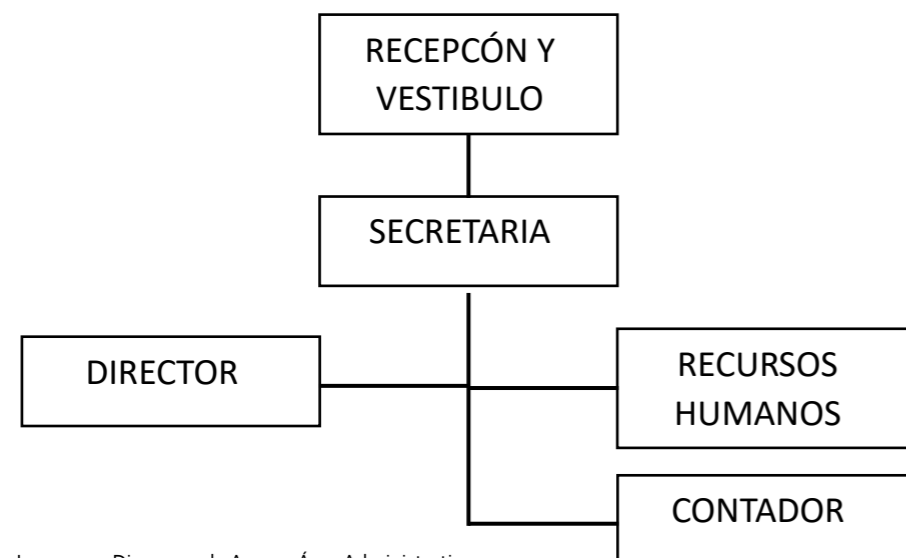 RECEPCÓN Y
VESTIBULO
SECRETARIA
DIRECTOR
RECURSOS
HUMANOS
CONTADOR